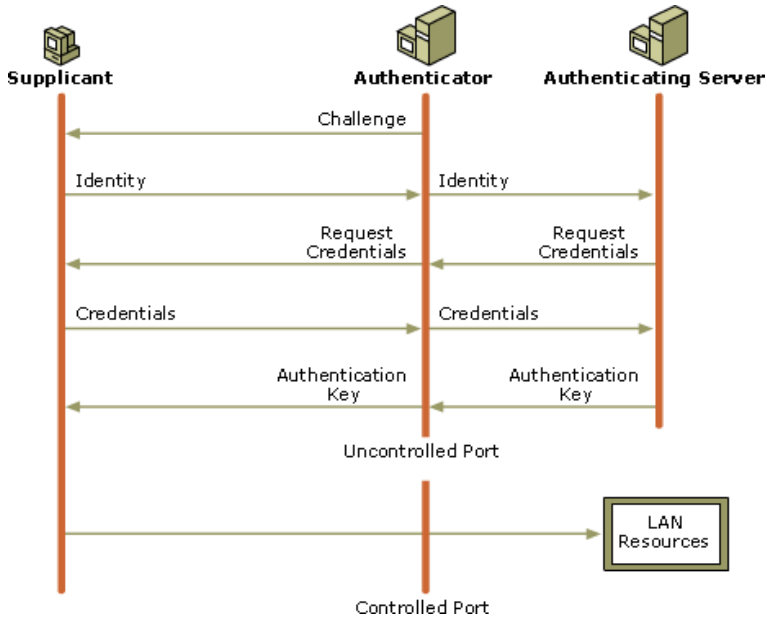 Supplicant
Authenticator
Authenticating Server
Challenge
Identity
Identity
Request
Credentials
Request
Credentials
Credentials
Credentials
Authentication
Key
Authentication
Key
Uncontrolled Port
LAN
Resources
Controlled Port